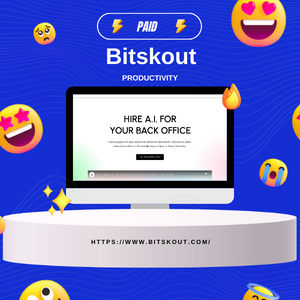 PAID
Bitskout
PRODUCTIVITY
HIRE A.I. FOR
YOUR BACK OFFICE
HTTPS://WWW.BITSKOUT.COM/